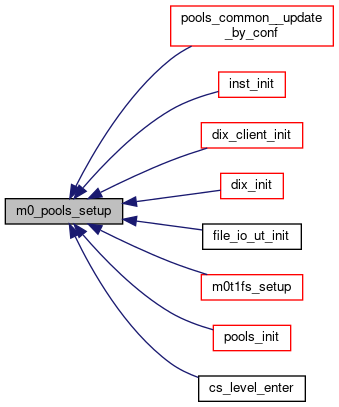 pools_common__update
_by_conf
inst_init
dix_client_init
dix_init
m0_pools_setup
file_io_ut_init
m0t1fs_setup
pools_init
cs_level_enter